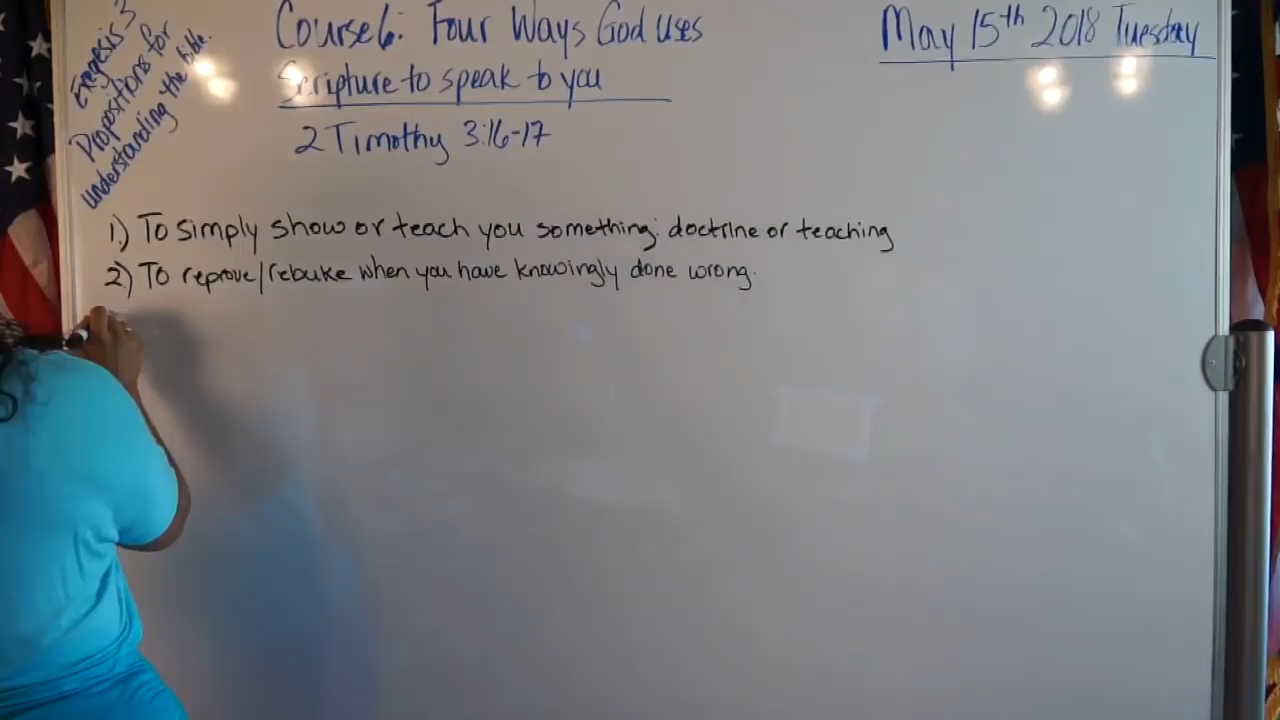 Exegesis 3
Propositions for
understanding the bible.
Course 6: Four Ways God Uses
Scripture to speak to you
2 Timothy 3:16-17
May 15th 2018 Tuesday
1.) To simply show or teach you something: doctrine or teaching
2) To reprove/rebuke when you have knowingly done wrong.